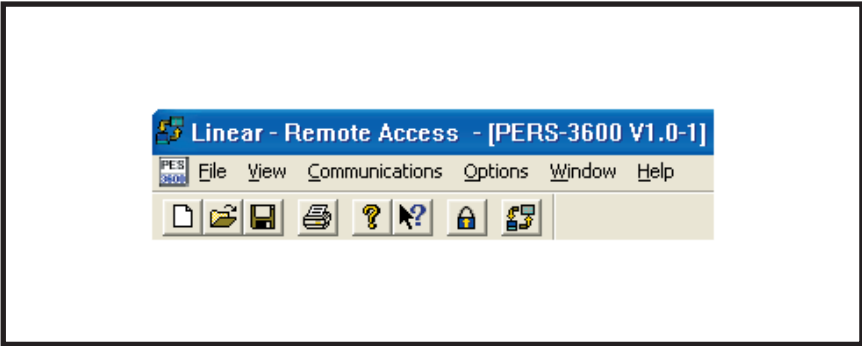 Linear - Remote Access - [PERS-3600 V1.0-1]
PES 3600 File View Communications Options Window Help